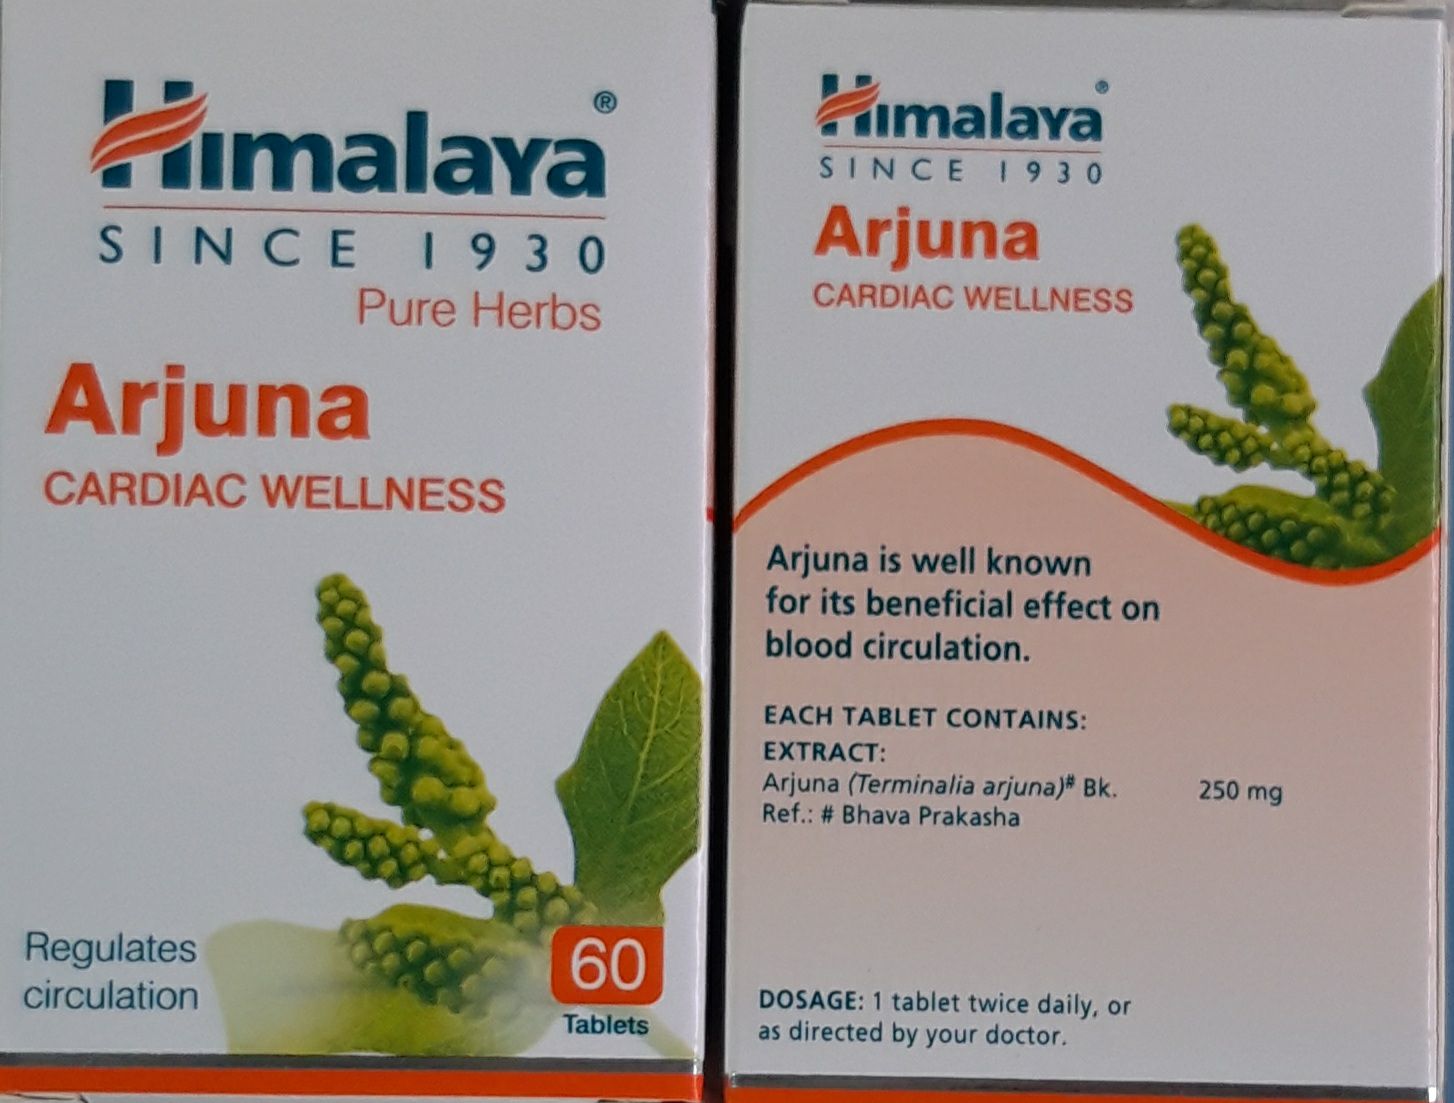 Himalaya®
SINCE 1930
Pure Herbs
Arjuna
CARDIAC WELLNESS
Regulates
circulation
60
Tablets
Himalaya®
SINCE 1930
Arjuna
CARDIAC WELLNESS
Arjuna is well known
for its beneficial effect on
blood circulation.
EACH TABLET CONTAINS:
EXTRACT:
Arjuna (Terminalia arjuna)# Bk. 250 mg
Ref.: # Bhava Prakasha
DOSAGE: 1 tablet twice daily, or
as directed by your doctor.